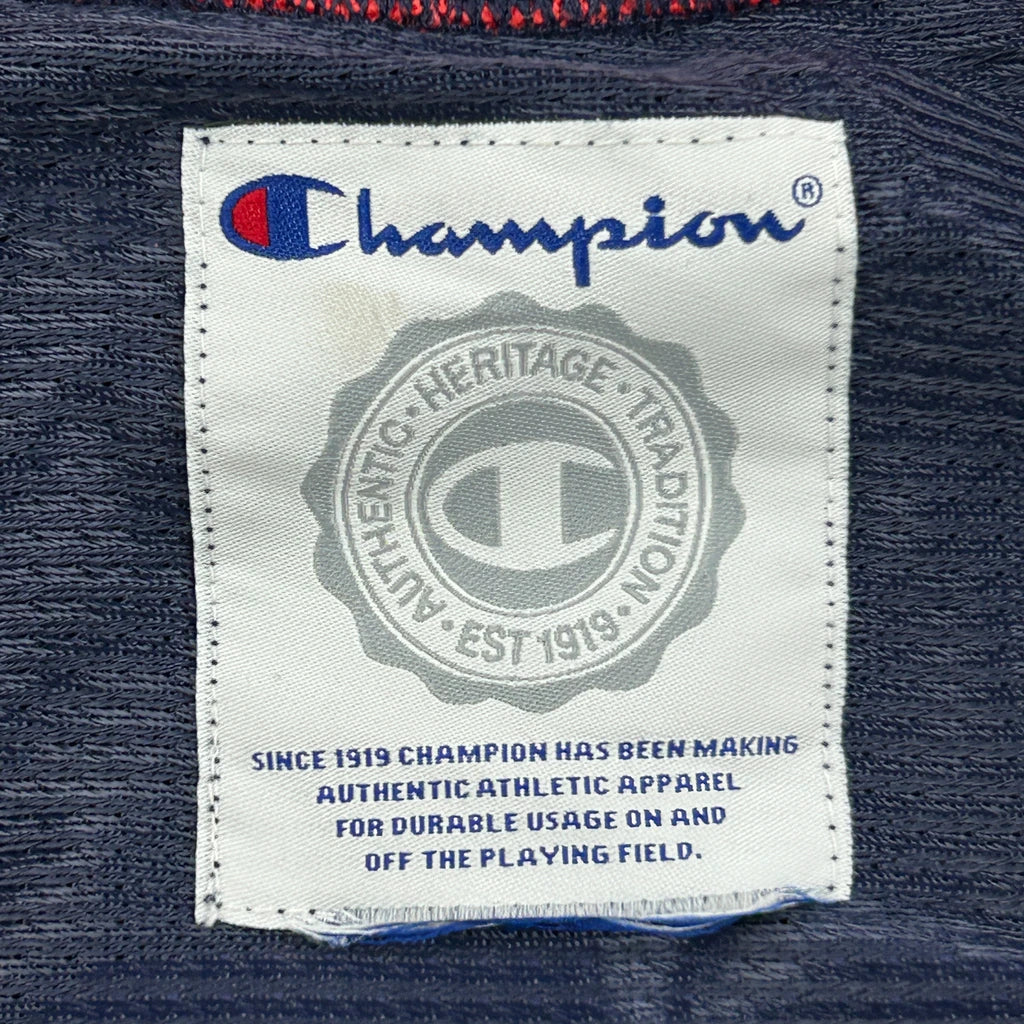 Champion®
AUTHENTIC · HERITAGE · TRADITION ·
· EST 1919 ·
SINCE 1919 CHAMPION HAS BEEN MAKING
AUTHENTIC ATHLETIC APPAREL
FOR DURABLE USAGE ON AND
OFF THE PLAYING FIELD.